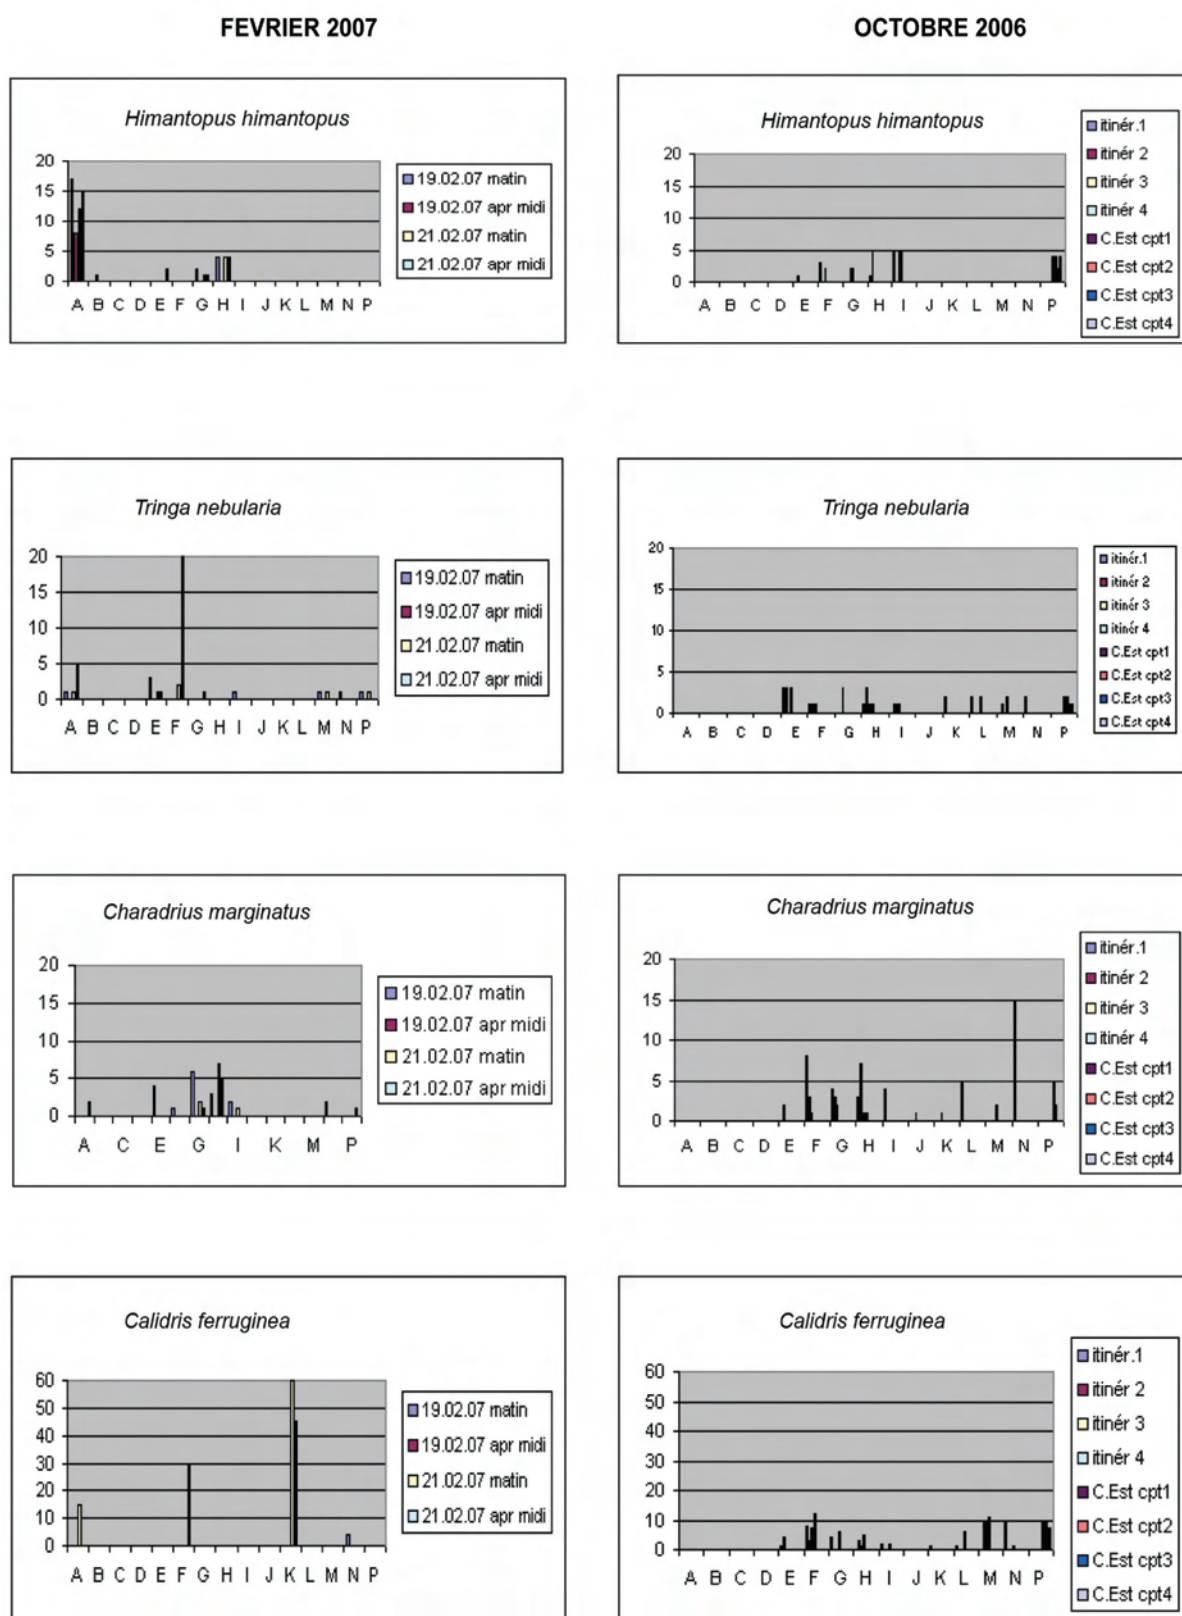 FEVRIER 2007
OCTOBRE 2006
Himantopus himantopus
20
15
10
5
0
A B C D E F G H I J K L M N P
19.02.07 matin
19.02.07 apr midi
21.02.07 matin
21.02.07 apr midi
Himantopus himantopus
20
15
10
5
0
A B C D E F G H I J K L M N P
itinér.1
itinér 2
itinér 3
itinér 4
C.Est cpt1
C.Est cpt2
C.Est cpt3
C.Est cpt4
Tringa nebularia
20
15
10
5
0
A B C D E F G H I J K L M N P
19.02.07 matin
19.02.07 apr midi
21.02.07 matin
21.02.07 apr midi
Tringa nebularia
20
15
10
5
0
A B C D E F G H I J K L M N P
itinér.1
itinér 2
itinér 3
itinér 4
C.Est cpt1
C.Est cpt2
C.Est cpt3
C.Est cpt4
Charadrius marginatus
20
15
10
5
0
A C E G I K M P
19.02.07 matin
19.02.07 apr midi
21.02.07 matin
21.02.07 apr midi
Charadrius marginatus
20
15
10
5
0
A B C D E F G H I J K L M N P
itinér.1
itinér 2
itinér 3
itinér 4
C.Est cpt1
C.Est cpt2
C.Est cpt3
C.Est cpt4
Calidris ferruginea
60
50
40
30
20
10
0
A B C D E F G H I J K L M N P
19.02.07 matin
19.02.07 apr midi
21.02.07 matin
21.02.07 apr midi
Calidris ferruginea
60
50
40
30
20
10
0
A B C D E F G H I J K L M N P
itinér.1
itinér 2
itinér 3
itinér 4
C.Est cpt1
C.Est cpt2
C.Est cpt3
C.Est cpt4